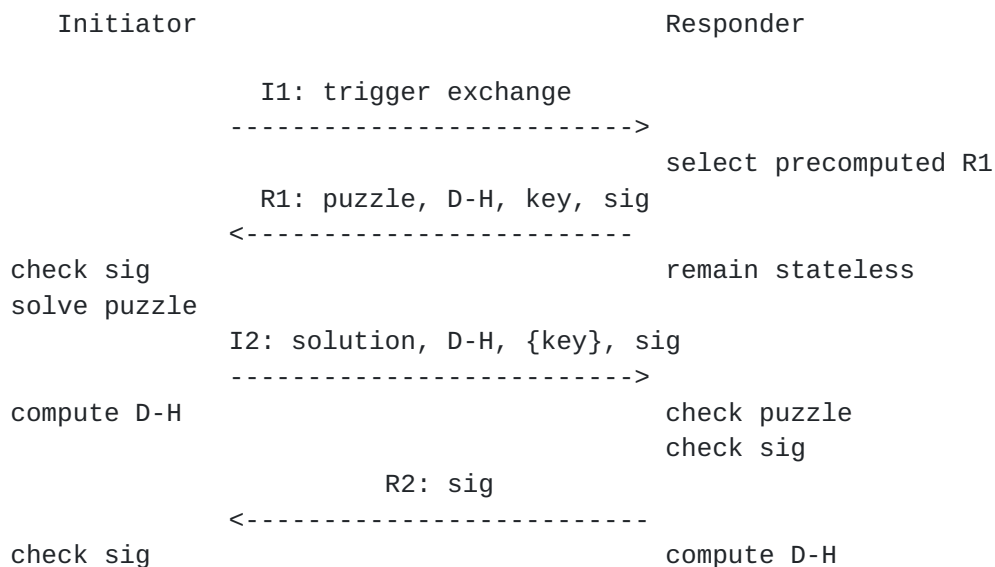 Initiator                              Responder
I1: trigger exchange
-------------------------->
select precomputed R1
R1: puzzle, D-H, key, sig
<-------------------------
check sig                              remain stateless
solve puzzle
I2: solution, D-H, {key}, sig
-------------------------->
compute D-H                            check puzzle
check sig
R2: sig
<--------------------------
check sig                              compute D-H